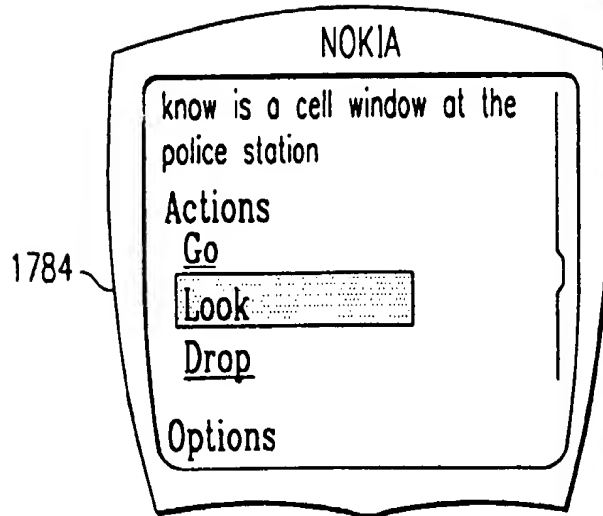 NOKIA
know is a cell window at the
police station
Actions
Go
1784
Look
Drop
Options